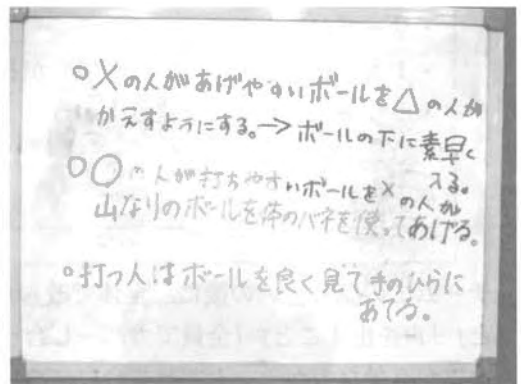 ○Xの人があげやすいボールを△の人が
かえすようにする。→ボールの下に素早く
入る。
○○の人が打ちやすいボールをXの人が
山なりのボールを体のバネを使ってあげる。
○打つ人はボールを良く見て手のひらに
あてる。